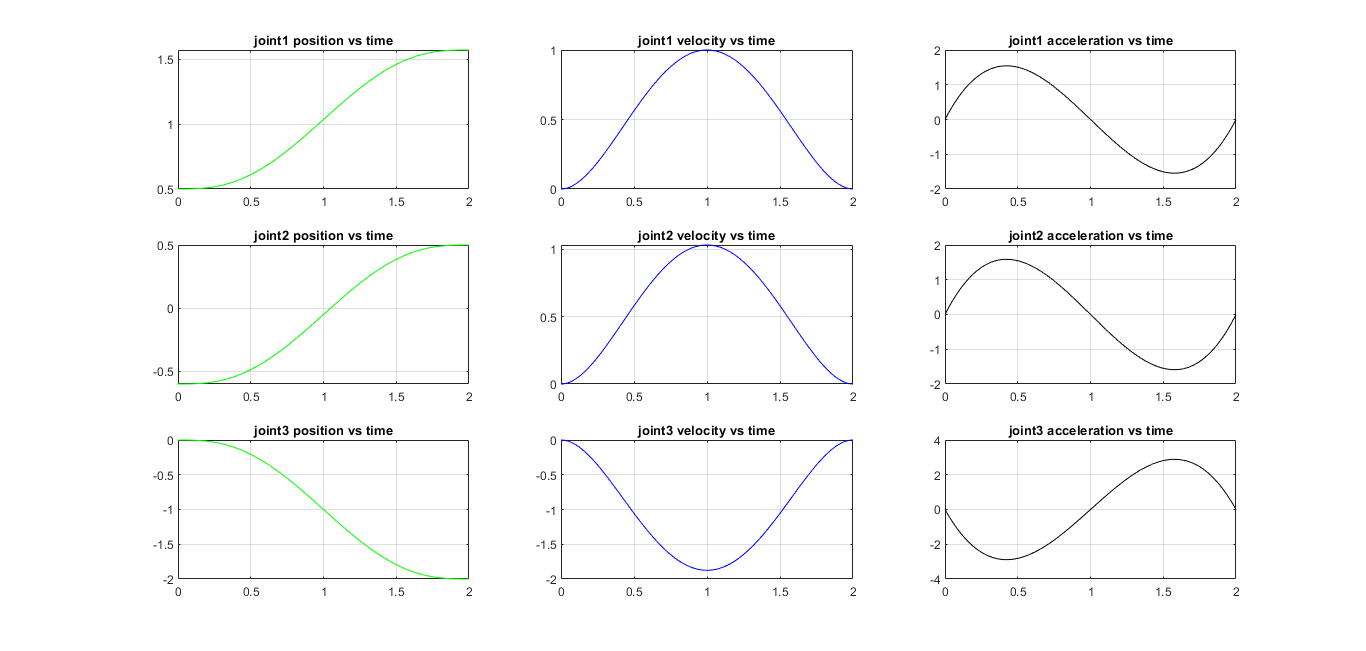 joint1 position vs time
1.5
1
0.5
0 0.5 1 1.5 2
joint1 velocity vs time
1
0.5
0
0 0.5 1 1.5 2
joint1 acceleration vs time
2
1
0
-1
-2
0 0.5 1 1.5 2
joint2 position vs time
0.5
0
-0.5
0 0.5 1 1.5 2
joint2 velocity vs time
1
0.5
0
0 0.5 1 1.5 2
joint2 acceleration vs time
2
1
0
-1
-2
0 0.5 1 1.5 2
joint3 position vs time
0
-0.5
-1
-1.5
-2
0 0.5 1 1.5 2
joint3 velocity vs time
0
-0.5
-1
-1.5
-2
0 0.5 1 1.5 2
joint3 acceleration vs time
4
2
0
-2
-4
0 0.5 1 1.5 2